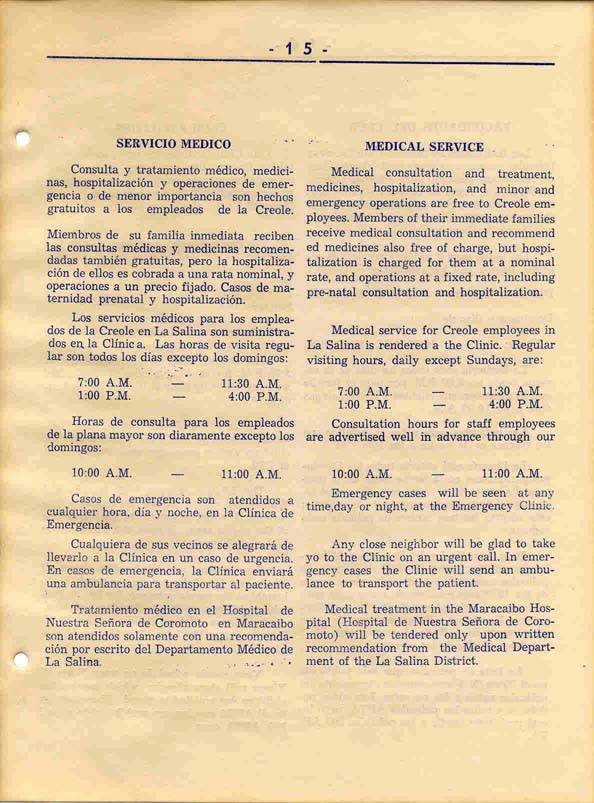 - 1 5 -
SERVICIO MEDICO
Consulta y tratamiento médico, medici-
nas, hospitalización y operaciones de emer-
gencia o de menor importancia son hechos
gratuitos a los empleados de la Creole.
Miembros de su familia inmediata reciben
las consultas médicas y medicinas recomen-
dadas también gratuitas, pero la hospitaliza-
ción de ellos es cobrada a una rata nominal, y
operaciones a un precio fijado. Casos de ma-
ternidad prenatal y hospitalización.
Los servicios médicos para los emplea-
dos de la Creole en La Salina son suministra-
dos en la Clínica. Las horas de visita regu-
lar son todos los días excepto los domingos:
7:00 A.M. — 11:30 A.M.
1:00 P.M. — 4:00 P.M.
Horas de consulta para los empleados
de la plana mayor son diaramente excepto los
domingos:
10:00 A.M. — 11:00 A.M.
Casos de emergencia son atendidos a
cualquier hora, día y noche, en la Clínica de
Emergencia.
Cualquiera de sus vecinos se alegrará de
llevarlo a la Clínica en un caso de urgencia.
En casos de emergencia, la Clínica enviará
una ambulancia para transportar al paciente.
Tratamiento médico en el Hospital de
Nuestra Señora de Coromoto en Maracaibo
son atendidos solamente con una recomenda-
ción por escrito del Departamento Médico de
La Salina.
MEDICAL SERVICE
Medical consultation and treatment,
medicines, hospitalization, and minor and
emergency operations are free to Creole em-
ployees. Members of their immediate families
receive medical consultation and recommend
ed medicines also free of charge, but hospi-
talization is charged for them at a nominal
rate, and operations at a fixed rate, including
pre-natal consultation and hospitalization.
Medical service for Creole employees in
La Salina is rendered a the Clinic. Regular
visiting hours, daily except Sundays, are:
7:00 A.M. — 11:30 A.M.
1:00 P.M. — 4:00 P.M.
Consultation hours for staff employees
are advertised well in advance through our
10:00 A.M. — 11:00 A.M.
Emergency cases will be seen at any
time,day or night, at the Emergency Clinic.
Any close neighbor will be glad to take
yo to the Clinic on an urgent call. In emer-
gency cases the Clinic will send an ambu-
lance to transport the patient.
Medical treatment in the Maracaibo Hos-
pital (Hospital de Nuestra Señora de Coro-
moto) will be tendered only upon written
recommendation from the Medical Depart-
ment of the La Salina District.